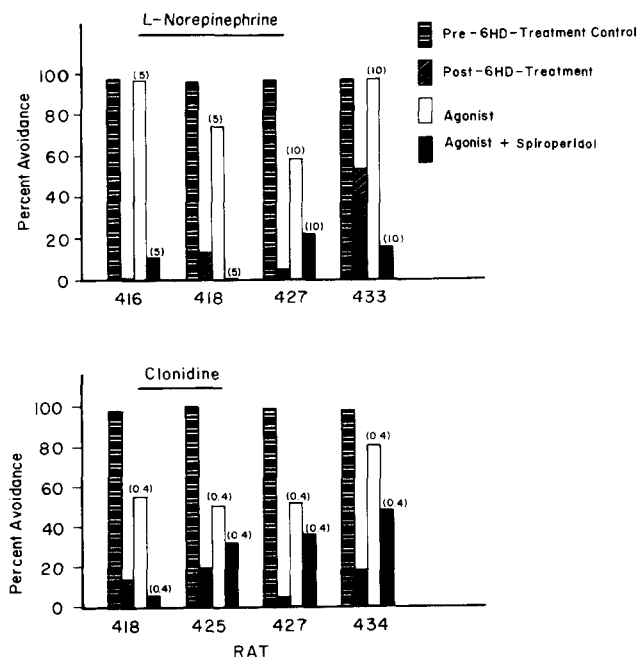 L-Norepinephrine
Pre-6HD-Treatment Control
Post-6HD-Treatment
Agonist
Agonist + Spiroperidol
Percent Avoidance
100
80
60
40
20
0
(5)
(5)
(5)
(5)
(10)
(10)
(10)
(10)
416 418 427 433
Clonidine
Percent Avoidance
100
80
60
40
20
0
(0.4)
(0.4)
(0.4)
(0.4)
(0.4)
(0.4)
(0.4)
(0.4)
418 425 427 434
RAT